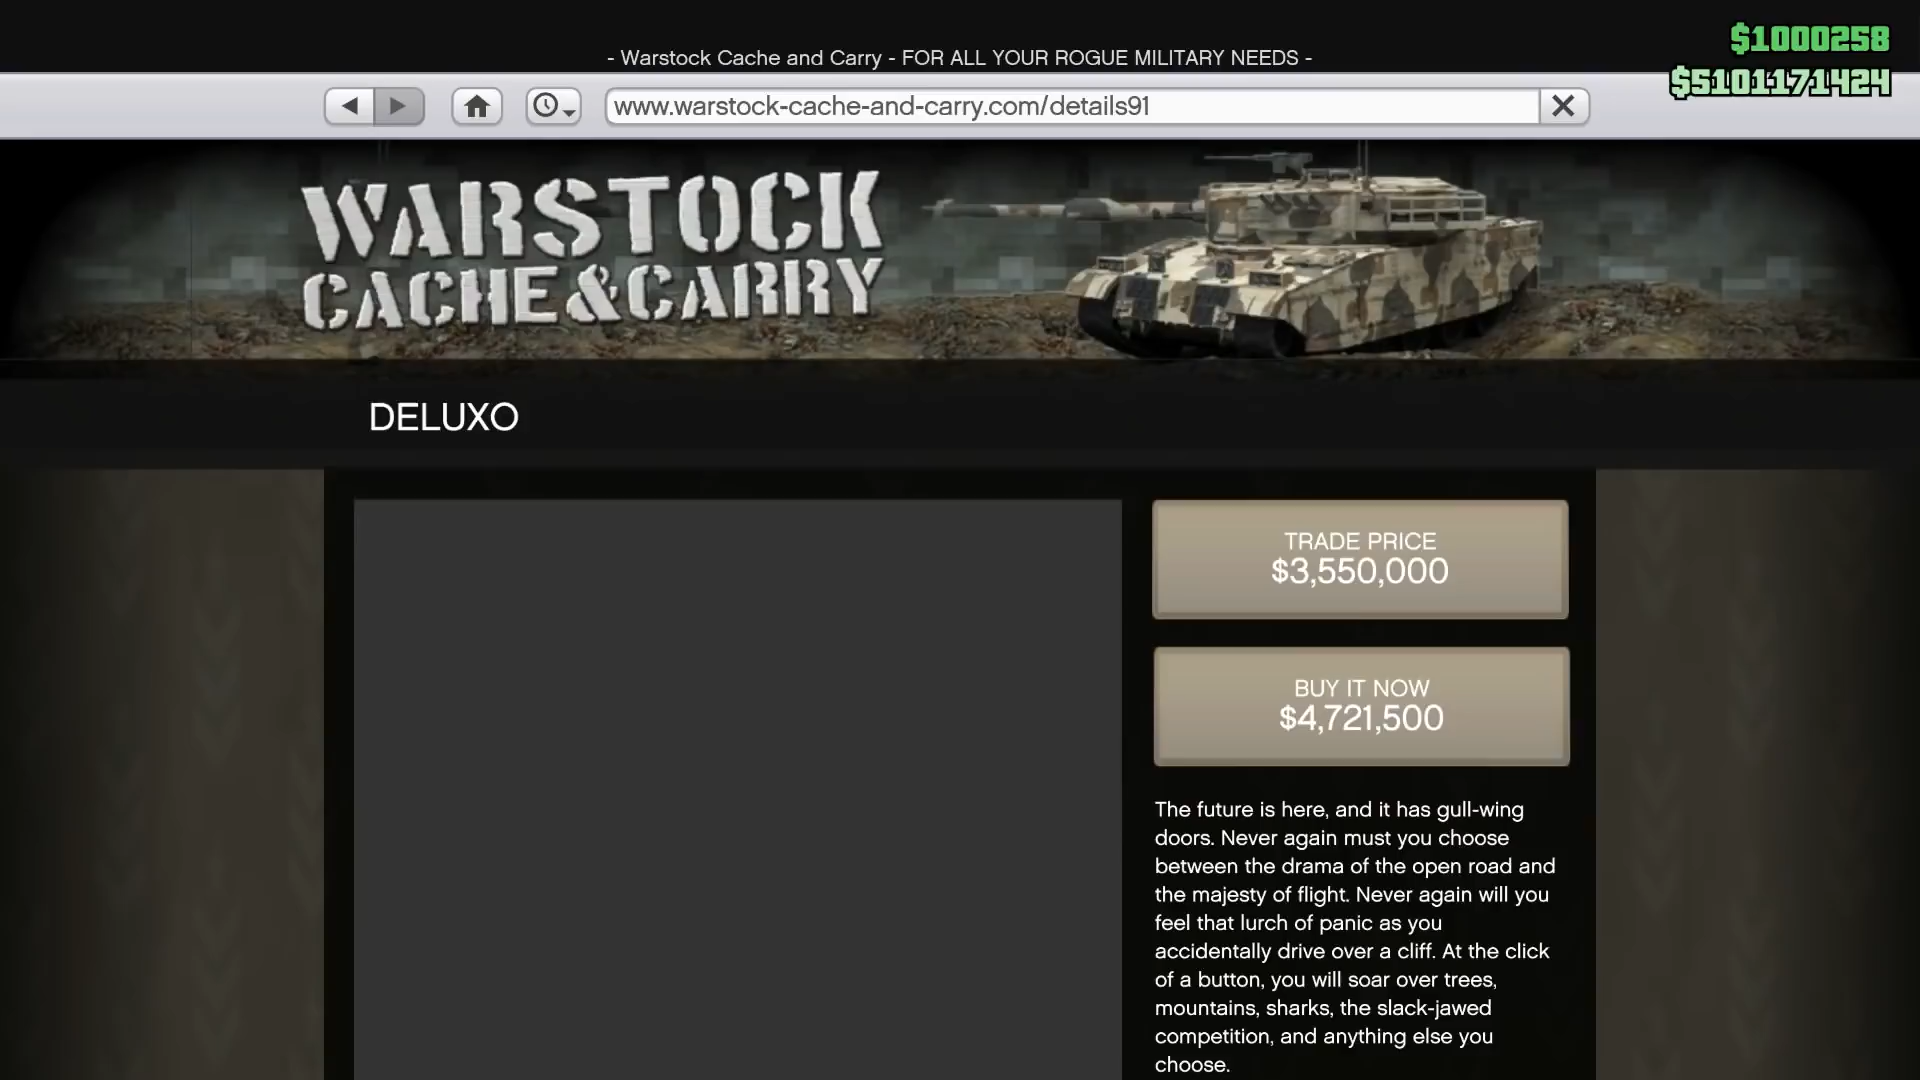 - Warstock Cache and Carry - FOR ALL YOUR ROGUE MILITARY NEEDS -
$1000258
$5101171424
www.warstock-cache-and-carry.com/details91
WARSTOCK
CACHE & CARRY
DELUXO
TRADE PRICE
$3,550,000
BUY IT NOW
$4,721,500
The future is here, and it has gull-wing
doors. Never again must you choose
between the drama of the open road and
the majesty of flight. Never again will you
feel that lurch of panic as you
accidentally drive over a cliff. At the click
of a button, you will soar over trees,
mountains, sharks, the slack-jawed
competition, and anything else you
choose.